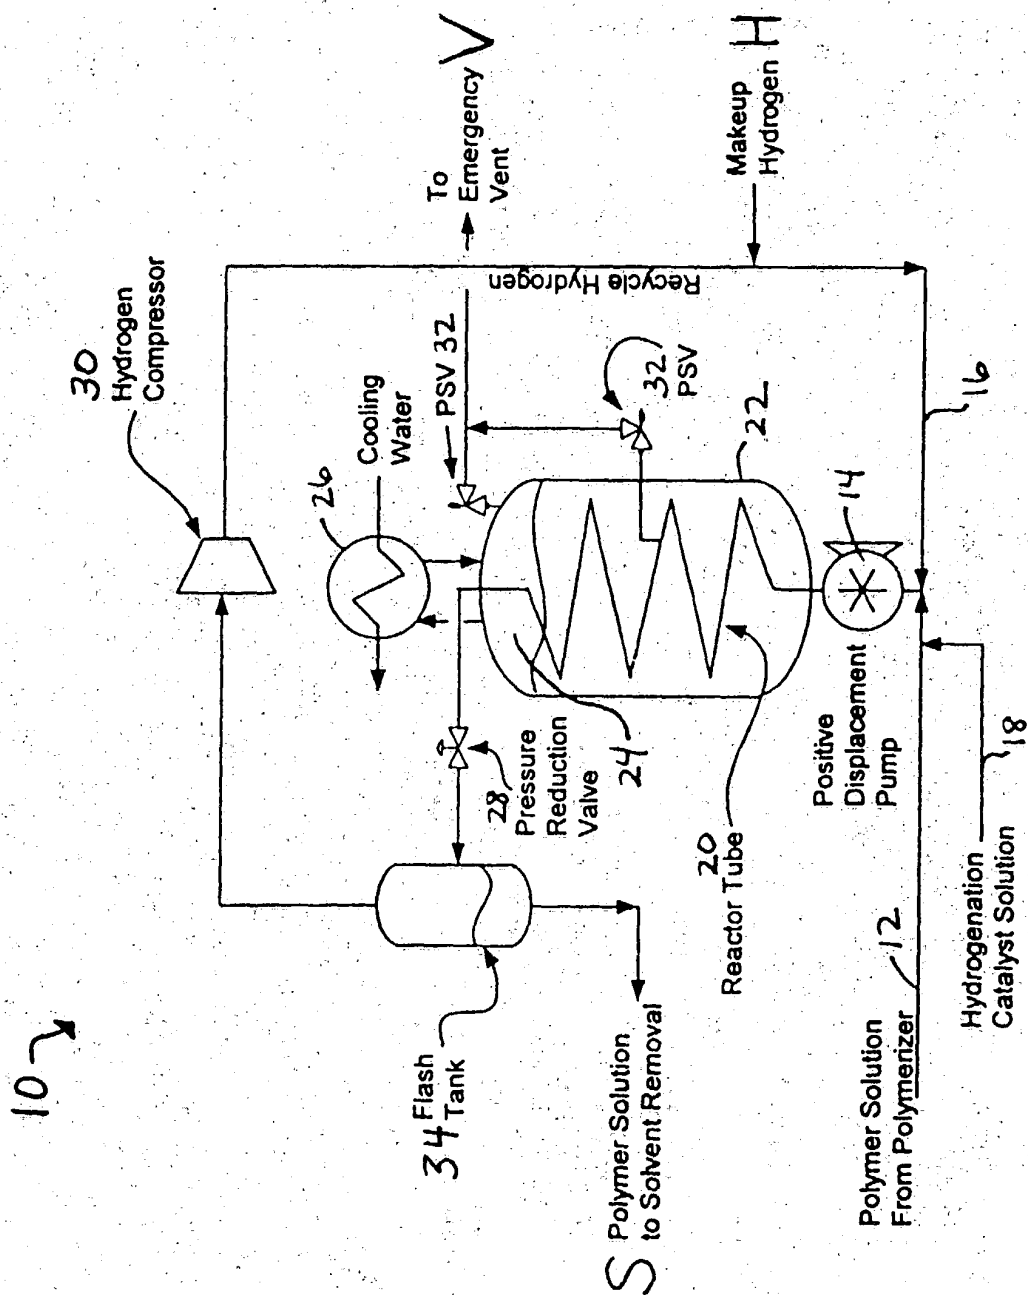 10
30
Hydrogen
Compressor
To
Emergency
Vent
V
Makeup
Hydrogen
H
Recycle Hydrogen
26
Cooling
Water
PSV 32
32
PSV
22
16
14
34
Flash
Tank
28
Pressure
Reduction
Valve
24
20
Reactor Tube
Positive
Displacement
Pump
S
Polymer Solution
to Solvent Removal
Polymer Solution
From Polymerizer
12
Hydrogenation
Catalyst Solution
18